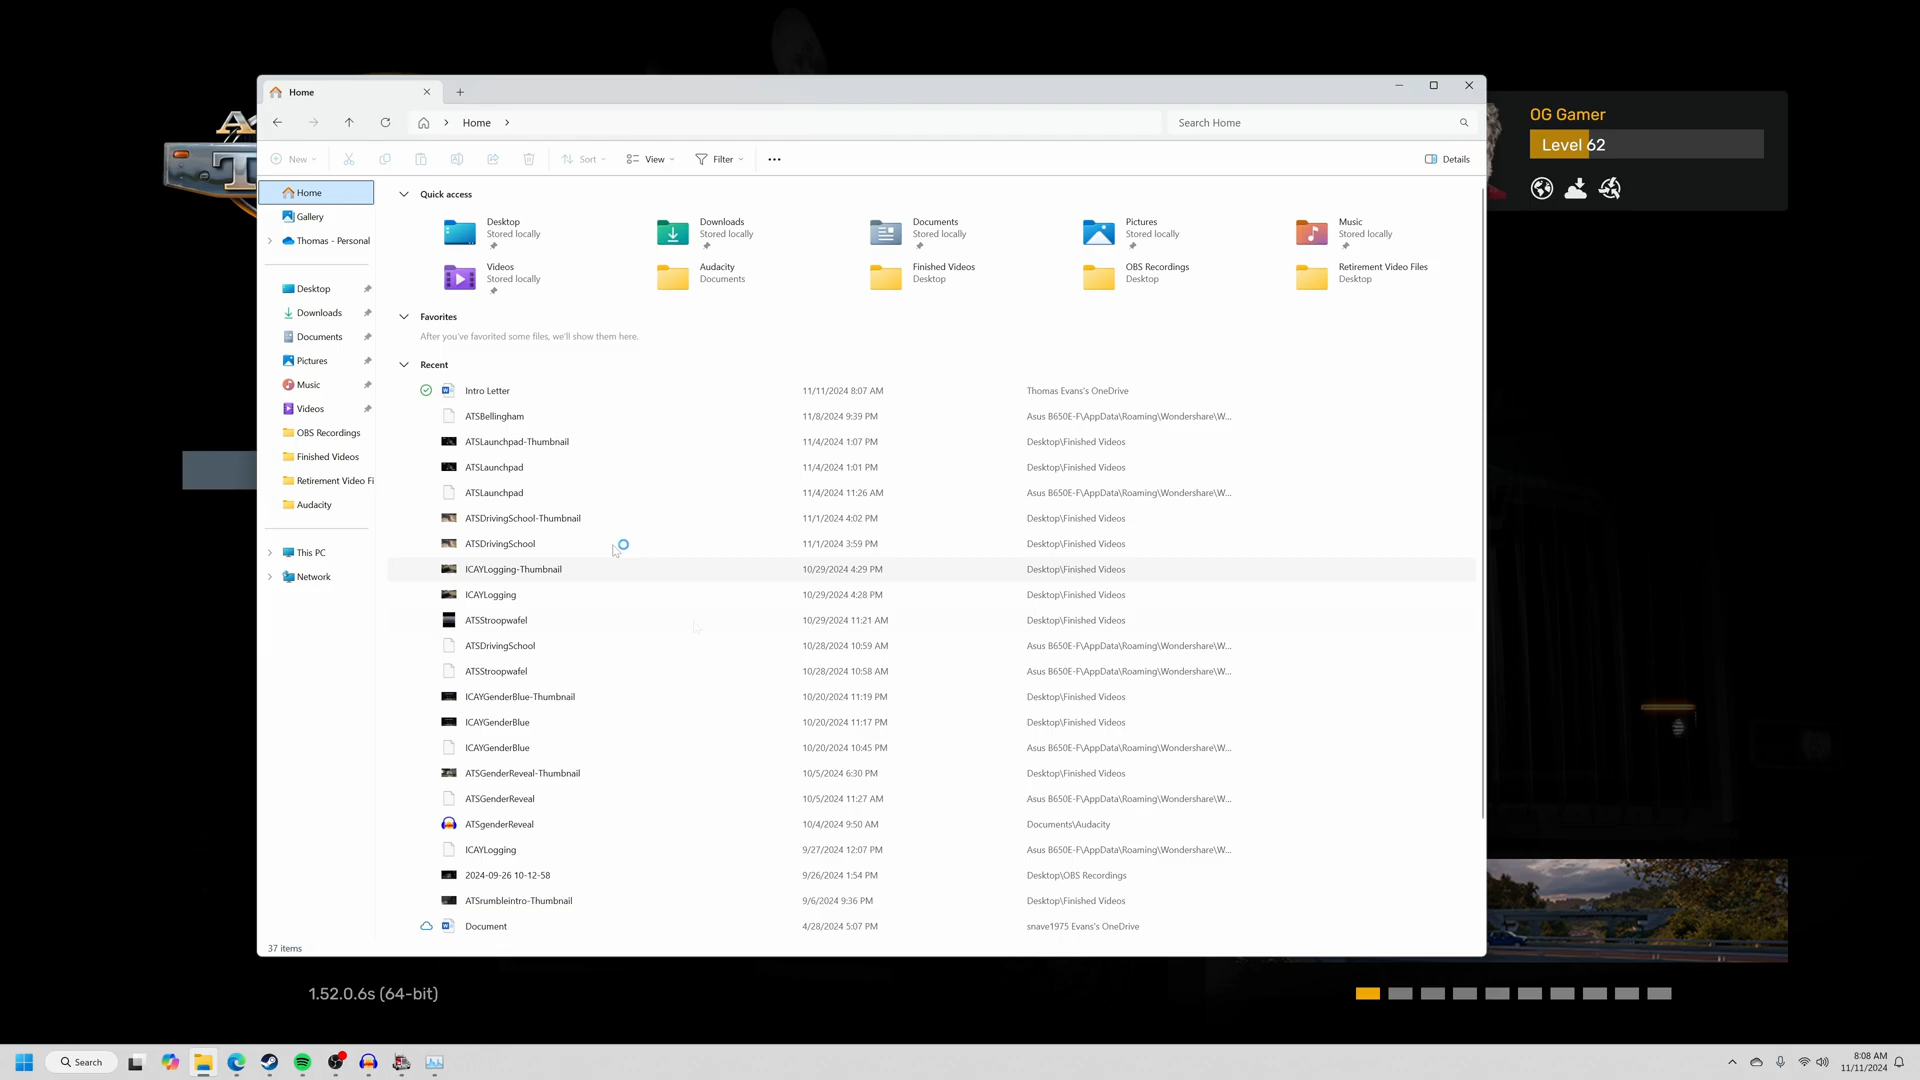 Home
Home
Search Home
New
Sort
View
Filter
Details
Home
Gallery
Thomas - Personal
Desktop
Downloads
Documents
Pictures
Music
Videos
OBS Recordings
Finished Videos
Retirement Video Fi
Audacity
This PC
Network
Quick access
Desktop
Stored locally
Downloads
Stored locally
Documents
Stored locally
Pictures
Stored locally
Music
Stored locally
Videos
Stored locally
Audacity
Documents
Finished Videos
Desktop
OBS Recordings
Desktop
Retirement Video Files
Desktop
Favorites
After you've favorited some files, we'll show them here.
Recent
Intro Letter 11/11/2024 8:07 AM Thomas Evans's OneDrive
ATSBellingham 11/8/2024 9:39 PM Asus B650E-F\AppData\Roaming\Wondershare\W...
ATSLaunchpad-Thumbnail 11/4/2024 1:07 PM Desktop\Finished Videos
ATSLaunchpad 11/4/2024 1:01 PM Desktop\Finished Videos
ATSLaunchpad 11/4/2024 11:26 AM Asus B650E-F\AppData\Roaming\Wondershare\W...
ATSDrivingSchool-Thumbnail 11/1/2024 4:02 PM Desktop\Finished Videos
ATSDrivingSchool 11/1/2024 3:59 PM Desktop\Finished Videos
ICAYLogging-Thumbnail 10/29/2024 4:29 PM Desktop\Finished Videos
ICAYLogging 10/29/2024 4:28 PM Desktop\Finished Videos
ATSStroopwafel 10/29/2024 11:21 AM Desktop\Finished Videos
ATSDrivingSchool 10/28/2024 10:59 AM Asus B650E-F\AppData\Roaming\Wondershare\W...
ATSStroopwafel 10/28/2024 10:58 AM Asus B650E-F\AppData\Roaming\Wondershare\W...
ICAYGenderBlue-Thumbnail 10/20/2024 11:19 PM Desktop\Finished Videos
ICAYGenderBlue 10/20/2024 11:17 PM Desktop\Finished Videos
ICAYGenderBlue 10/20/2024 10:45 PM Asus B650E-F\AppData\Roaming\Wondershare\W...
ATSGenderReveal-Thumbnail 10/5/2024 6:30 PM Desktop\Finished Videos
ATSGenderReveal 10/5/2024 11:27 AM Asus B650E-F\AppData\Roaming\Wondershare\W...
ATSgenderReveal 10/4/2024 9:50 AM Documents\Audacity
ICAYLogging 9/27/2024 12:07 PM Asus B650E-F\AppData\Roaming\Wondershare\W...
2024-09-26 10-12-58 9/26/2024 1:54 PM Desktop\OBS Recordings
ATSrumbleintro-Thumbnail 9/6/2024 9:36 PM Desktop\Finished Videos
Document 4/28/2024 5:07 PM snave1975 Evans's OneDrive
37 items
OG Gamer
Level 62
1.52.0.6s (64-bit)
Search
8:08 AM
11/11/2024